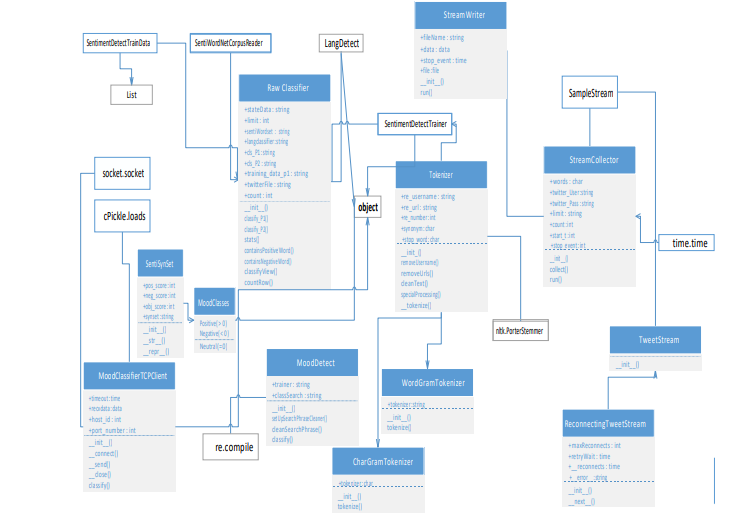 StreamWriter
+fileName : string
+data : data
+stop_event : time
+file :file
__init__()
run()
SentimentDetectTrainData
SentiWordNetCorpusReader
LangDetect
List
Raw Classifier
+stateData : string
+limit : int
+sentiWordnet : string
+langclassifier:string
+cls_P1:string
+cls_P2 : string
+training_data_p1 : string
+twitterFile : string
+count : int
__init__()
classify_P1()
classify_P2()
stats()
containsPositiveWord()
containsNegativeWord()
classifyView()
countRow()
SentimentDetectTrainer
SampleStream
StreamCollector
+words : char
+twitter_User:string
+twitter_Pass:string
+limit : string
+count:int
+start_t:int
+stop_event:int
__init__()
collect()
run()
socket.socket
cPickle.loads
Tokenizer
+re_username : string
+re_url : string
+re_number:int
+synonym: char
+stop_wont:char
__init__()
removeUsername()
removeUrls()
cleanText()
specialProcessing()
__tokenize()
object
time.time
SentiSynSet
+pos_score:int
+neg_score:int
+obj_score:int
+synset:string
__init__()
__str__()
__repr__()
MoodClasses
Positive(>0)
Negative(<0)
Neutral(=0)
nltk.PorterStemmer
TweetStream
__init__()
MoodClassifierTCPClient
+timeout:time
+recvdata:data
+host_id : int
+port_number : int
__init__()
__connect()
__send()
__close()
classify()
MoodDetect
+trainer : string
+classSearch : string
__init__()
setUpSearchPhraseCleaner()
cleanSearchPhrase()
classify()
WordGramTokenizer
+tokenizer:string
__init__()
tokenize()
ReconnectingTweetStream
+maxReconnects : int
+retryWait : time
+__reconnects : time
+_error__:string
__init__()
__next__()
re.compile
CharGramTokenizer
+tokenizer:char
__init__()
tokenize()